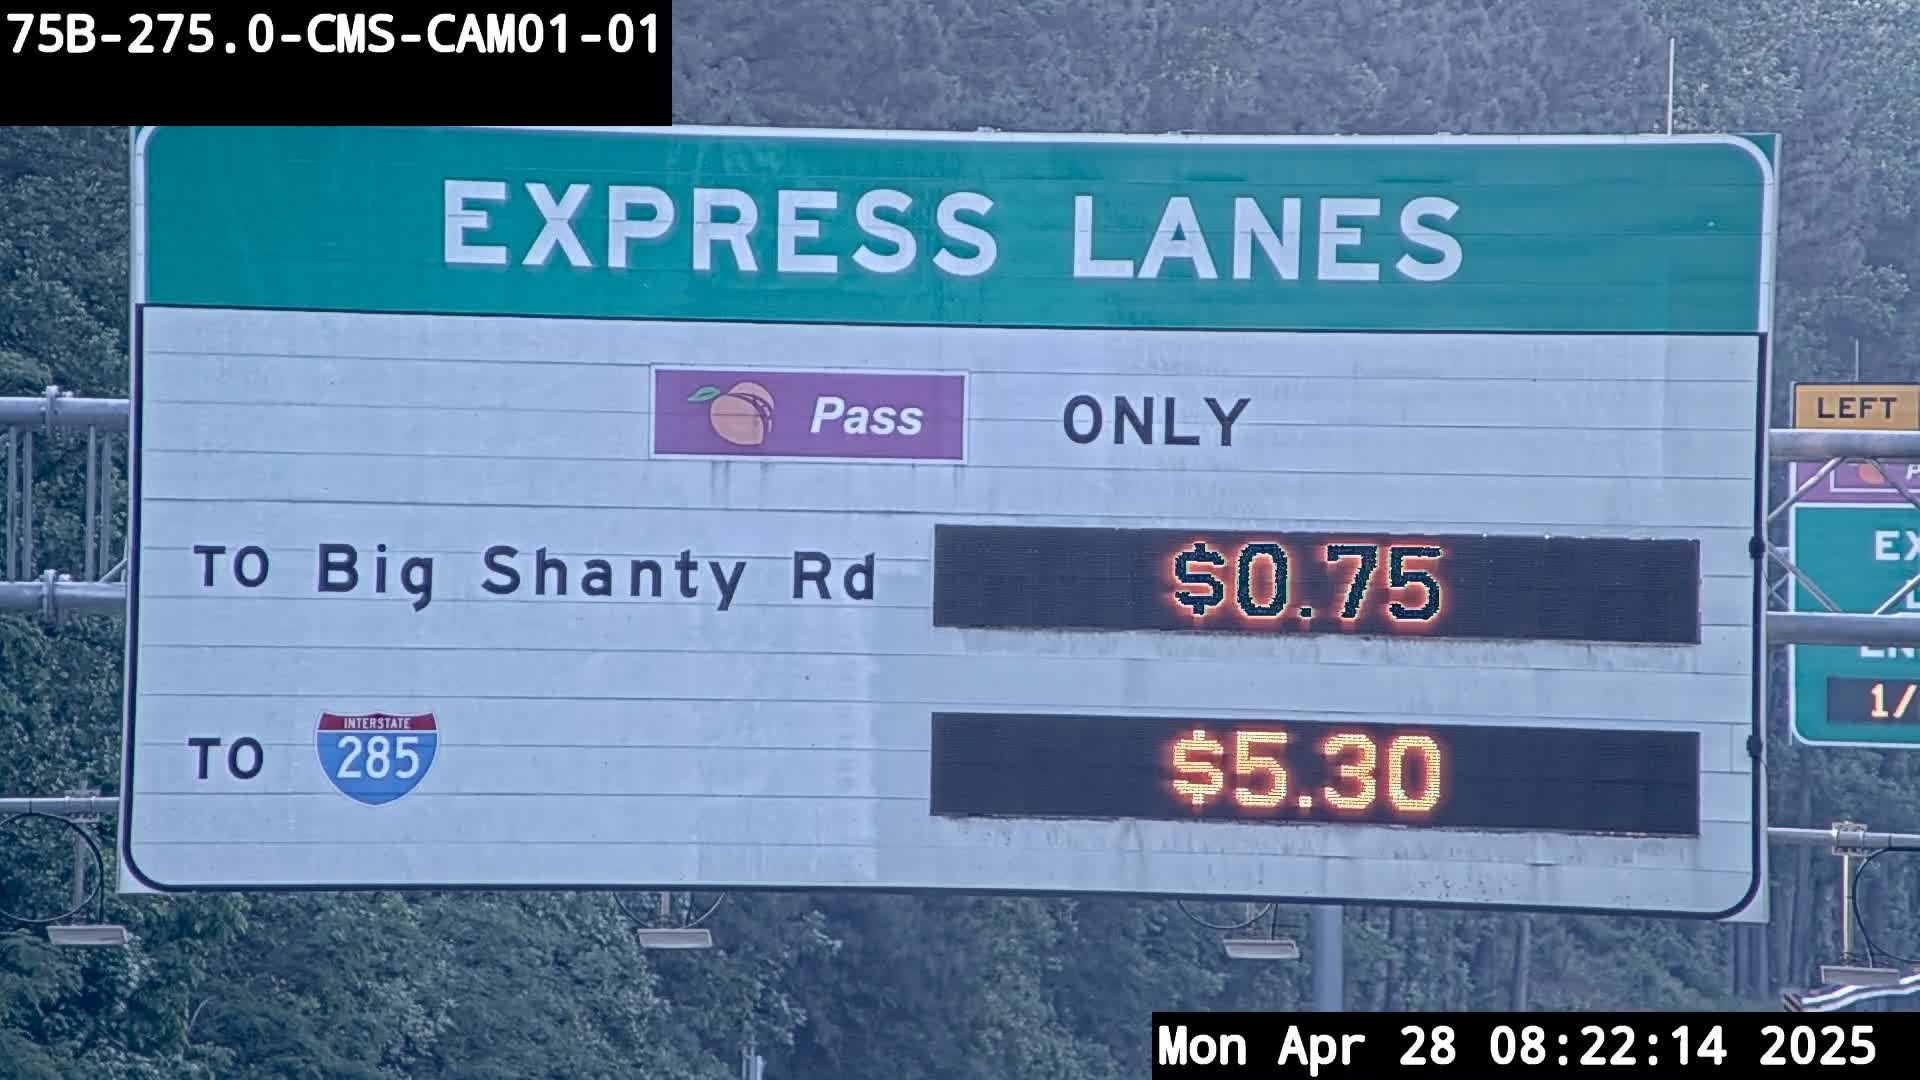 75B-275.0-CMS-CAM01-01
EXPRESS LANES
Pass ONLY
TO Big Shanty Rd $0.75
TO INTERSTATE 285 $5.30
LEFT
1/
Mon Apr 28 08:22:14 2025